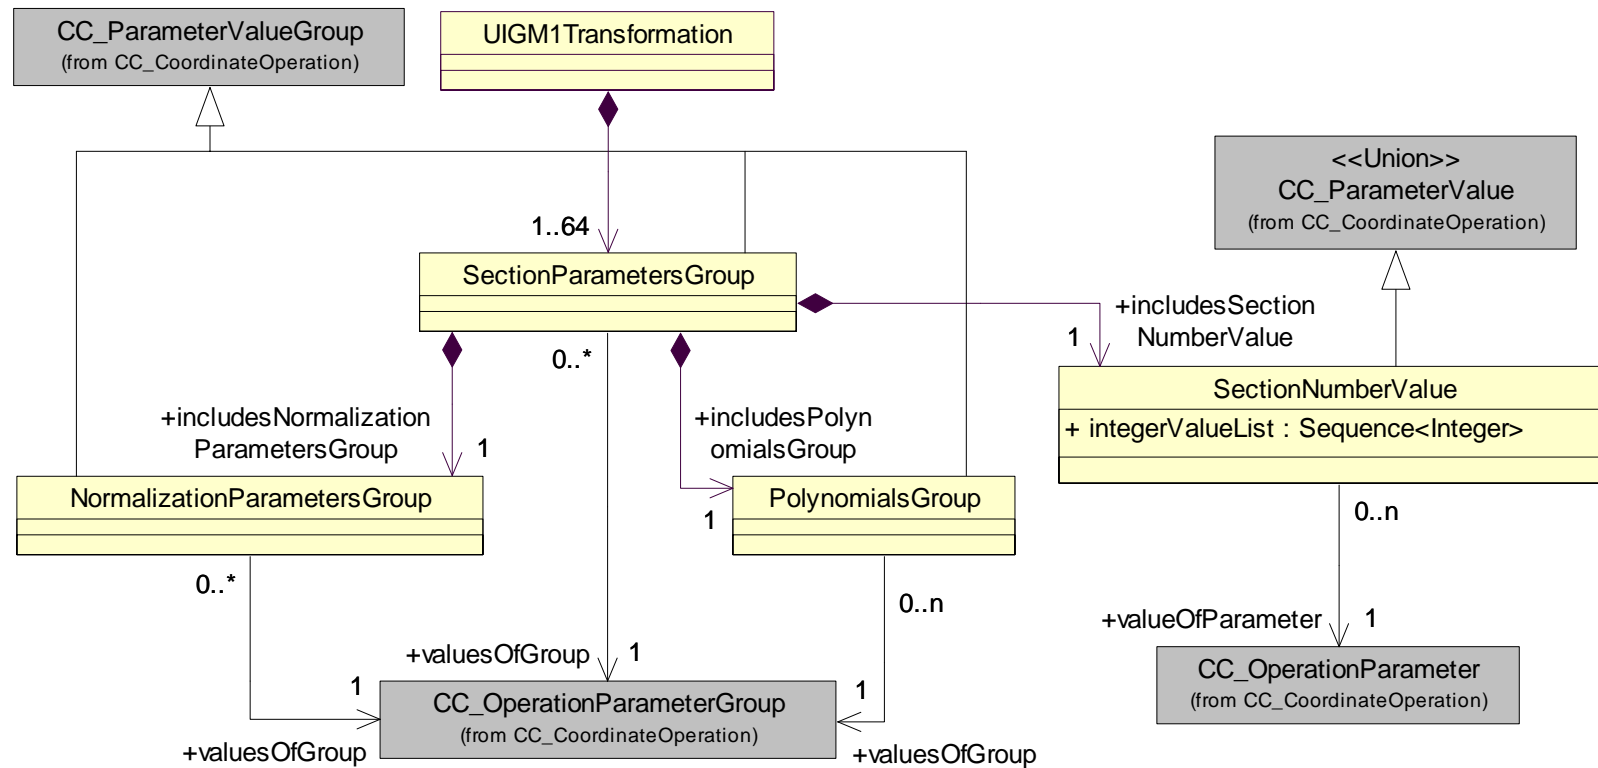 CC_ParameterValueGroup
(from CC_CoordinateOperation)
UIGM1Transformation
<<Union>>
CC_ParameterValue
(from CC_CoordinateOperation)
1..64
SectionParametersGroup
+includesSection
NumberValue
1
0..*
SectionNumberValue
+ integerValueList : Sequence<Integer>
+includesNormalization
ParametersGroup
1
+includesPolyn
omialsGroup
1
NormalizationParametersGroup
PolynomialsGroup
0..n
0..*
0..n
+valueOfParameter
1
+valuesOfGroup
1
CC_OperationParameter
(from CC_CoordinateOperation)
1
CC_OperationParameterGroup
(from CC_CoordinateOperation)
1
+valuesOfGroup
+valuesOfGroup